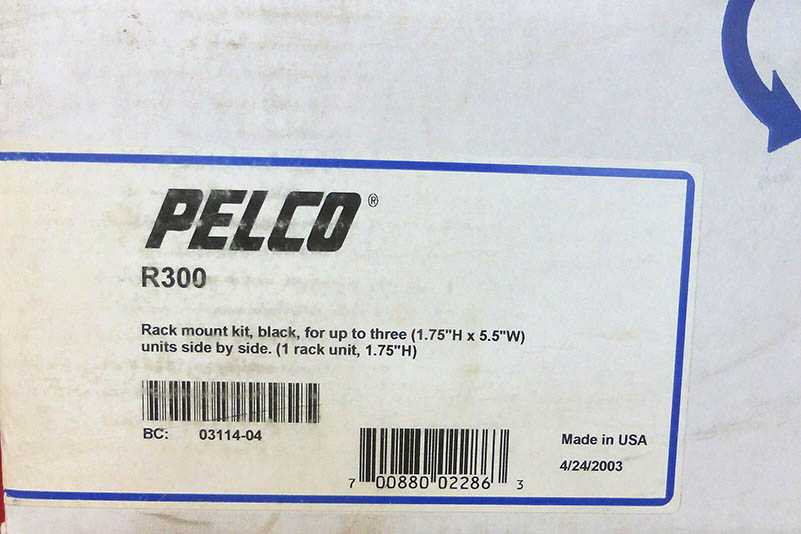 PELCO®
R300
Rack mount kit, black, for up to three (1.75"H x 5.5"W)
units side by side. (1 rack unit, 1.75"H)
BC: 03114-04
Made in USA
4/24/2003
7 00880 02286 3